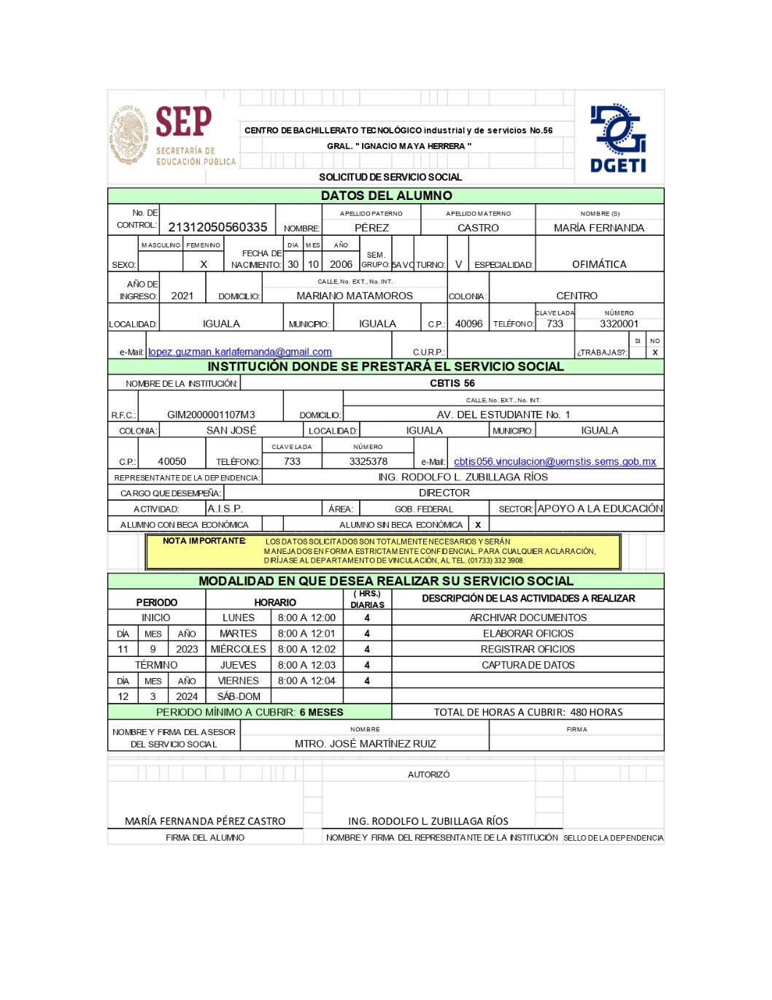 SEP
SECRETARÍA DE
EDUCACIÓN PÚBLICA
CENTRO DE BACHILLERATO TECNOLÓGICO industrial y de servicios No.56
GRAL. " IGNACIO MAYA HERRERA "
DGETI
SOLICITUD DE SERVICIO SOCIAL
DATOS DEL ALUMNO
No. DE CONTROL: 21312050560335 NOMBRE:
APELLIDO PATERNO APELLIDO MATERNO NOMBRE (S)
PÉREZ CASTRO MARÍA FERNANDA
MASCULINO FEMENINO DIA MES AÑO
SEXO: X FECHA DE NACIMIENTO: 30 10 2006 SEM. GRUPO: 5AVC TURNO: V ESPECIALIDAD: OFIMÁTICA
CALLE, No. EXT., No. INT.
AÑO DE INGRESO: 2021 DOMICILIO: MARIANO MATAMOROS COLONIA: CENTRO
CLAVE LADA NÚMERO
LOCALIDAD: IGUALA MUNICIPIO: IGUALA C.P.: 40096 TELÉFONO: 733 3320001
SI NO
e-Mail: lopez.guzman.karlafernanda@gmail.com C.U.R.P.: ¿TRABAJAS?: X
INSTITUCIÓN DONDE SE PRESTARÁ EL SERVICIO SOCIAL
NOMBRE DE LA INSTITUCIÓN: CBTIS 56
CALLE, No. EXT., No. INT.
R.F.C.: GIM2000001107M3 DOMICILIO: AV. DEL ESTUDIANTE No. 1
COLONIA: SAN JOSÉ LOCALIDAD: IGUALA MUNICIPIO: IGUALA
CLAVE LADA NÚMERO
C.P.: 40050 TELÉFONO: 733 3325378 e-Mail: cbtis056.vinculacion@uemstis.sems.gob.mx
REPRESENTANTE DE LA DEPENDENCIA: ING. RODOLFO L. ZUBILLAGA RÍOS
CARGO QUE DESEMPEÑA: DIRECTOR
ACTIVIDAD: A.I.S.P. ÁREA: GOB. FEDERAL SECTOR: APOYO A LA EDUCACIÓN
ALUMNO CON BECA ECONÓMICA ALUMNO SIN BECA ECONÓMICA X
NOTA IMPORTANTE: LOS DATOS SOLICITADOS SON TOTALMENTE NECESARIOS Y SERÁN
MANEJADOS EN FORMA ESTRICTAMENTE CONFIDENCIAL. PARA CUALQUIER ACLARACIÓN,
DIRÍJASE AL DEPARTAMENTO DE VINCULACIÓN, AL TEL. (01733) 332 3908.
MODALIDAD EN QUE DESEA REALIZAR SU SERVICIO SOCIAL
PERIODO HORARIO ( HRS.) DIARIAS DESCRIPCIÓN DE LAS ACTIVIDADES A REALIZAR
INICIO LUNES 8:00 A 12:00 4 ARCHIVAR DOCUMENTOS
DÍA MES AÑO MARTES 8:00 A 12:01 4 ELABORAR OFICIOS
11 9 2023 MIÉRCOLES 8:00 A 12:02 4 REGISTRAR OFICIOS
TÉRMINO JUEVES 8:00 A 12:03 4 CAPTURA DE DATOS
DÍA MES AÑO VIERNES 8:00 A 12:04 4
12 3 2024 SÁB-DOM
PERIODO MÍNIMO A CUBRIR: 6 MESES TOTAL DE HORAS A CUBRIR: 480 HORAS
NOMBRE Y FIRMA DEL ASESOR NOMBRE FIRMA
DEL SERVICIO SOCIAL MTRO. JOSÉ MARTÍNEZ RUIZ
AUTORIZÓ
MARÍA FERNANDA PÉREZ CASTRO ING. RODOLFO L. ZUBILLAGA RÍOS
FIRMA DEL ALUMNO NOMBRE Y FIRMA DEL REPRESENTANTE DE LA INSTITUCIÓN SELLO DE LA DEPENDENCIA